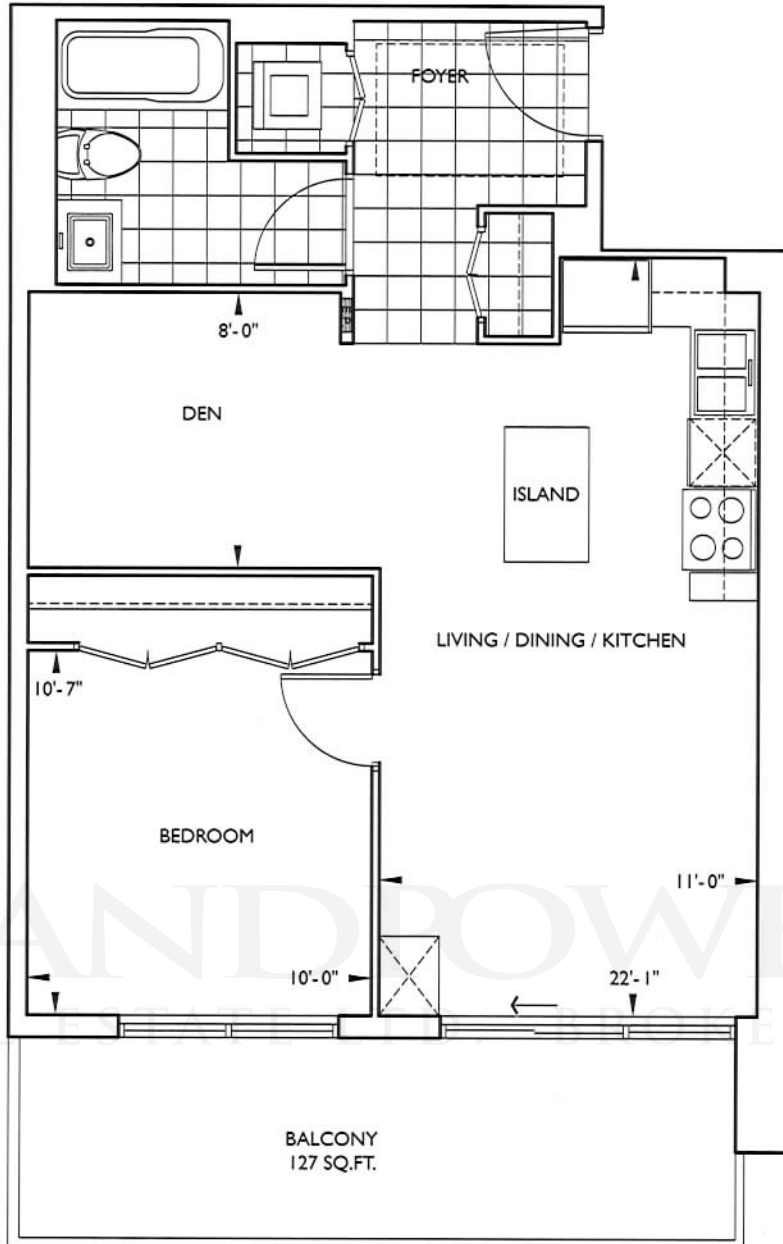 FOYER
8'-0"
DEN
ISLAND
LIVING / DINING / KITCHEN
10'-7"
BEDROOM
11'-0"
10'-0"
22'-1"
BALCONY
127 SQ.FT.